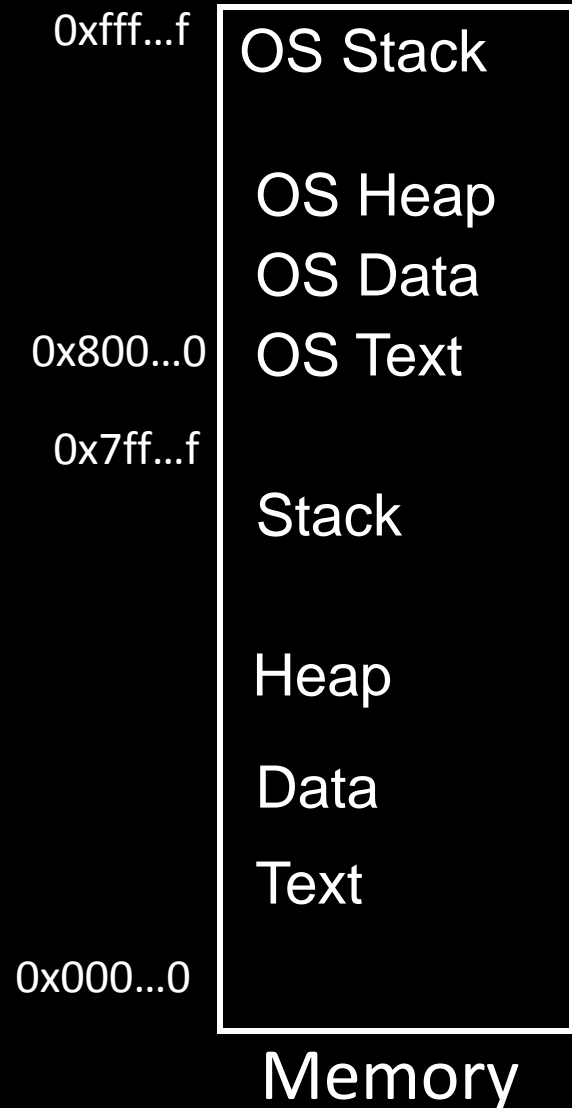 0xfff…f
OS Stack
OS Heap
OS Data
0x800…0
OS Text
0x7ff…f
Stack
Heap
Data
Text
0x000…0
Memory